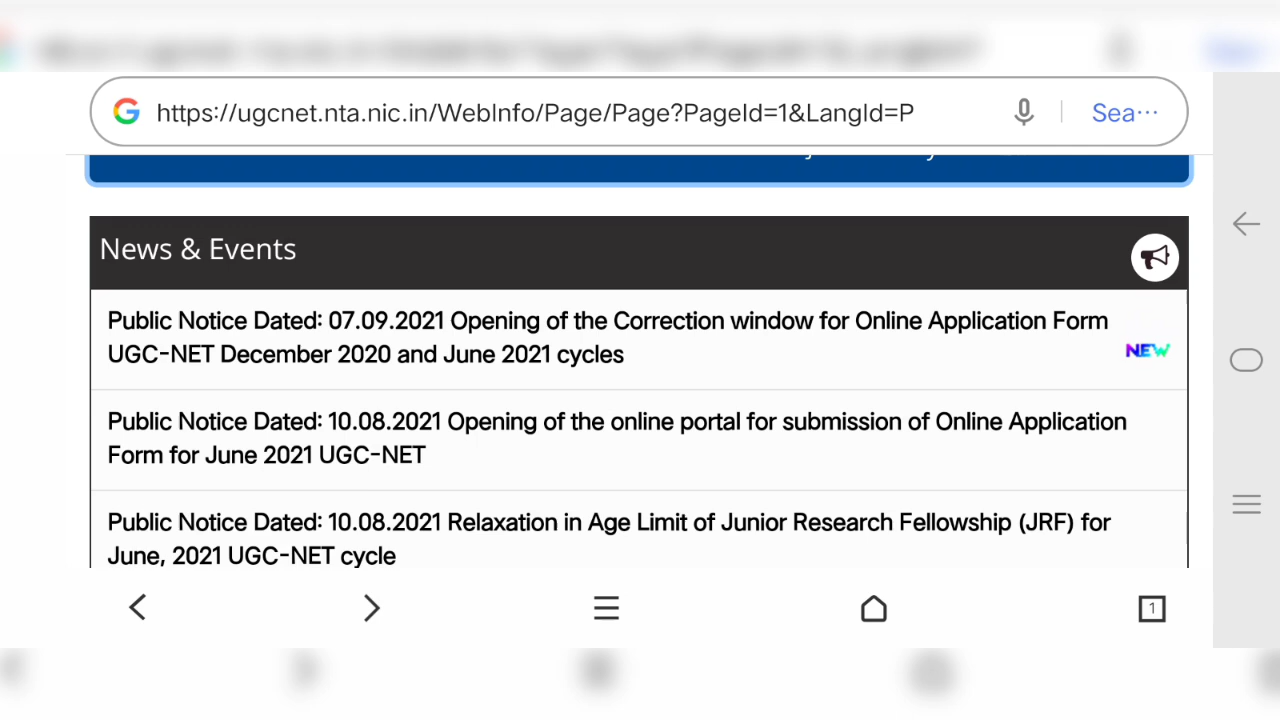 https://ugcnet.nta.nic.in/WebInfo/Page/Page?PageId=1&LangId=P
Sea···
News & Events
Public Notice Dated: 07.09.2021 Opening of the Correction window for Online Application Form
UGC-NET December 2020 and June 2021 cycles
NEW
Public Notice Dated: 10.08.2021 Opening of the online portal for submission of Online Application
Form for June 2021 UGC-NET
Public Notice Dated: 10.08.2021 Relaxation in Age Limit of Junior Research Fellowship (JRF) for
June, 2021 UGC-NET cycle
1